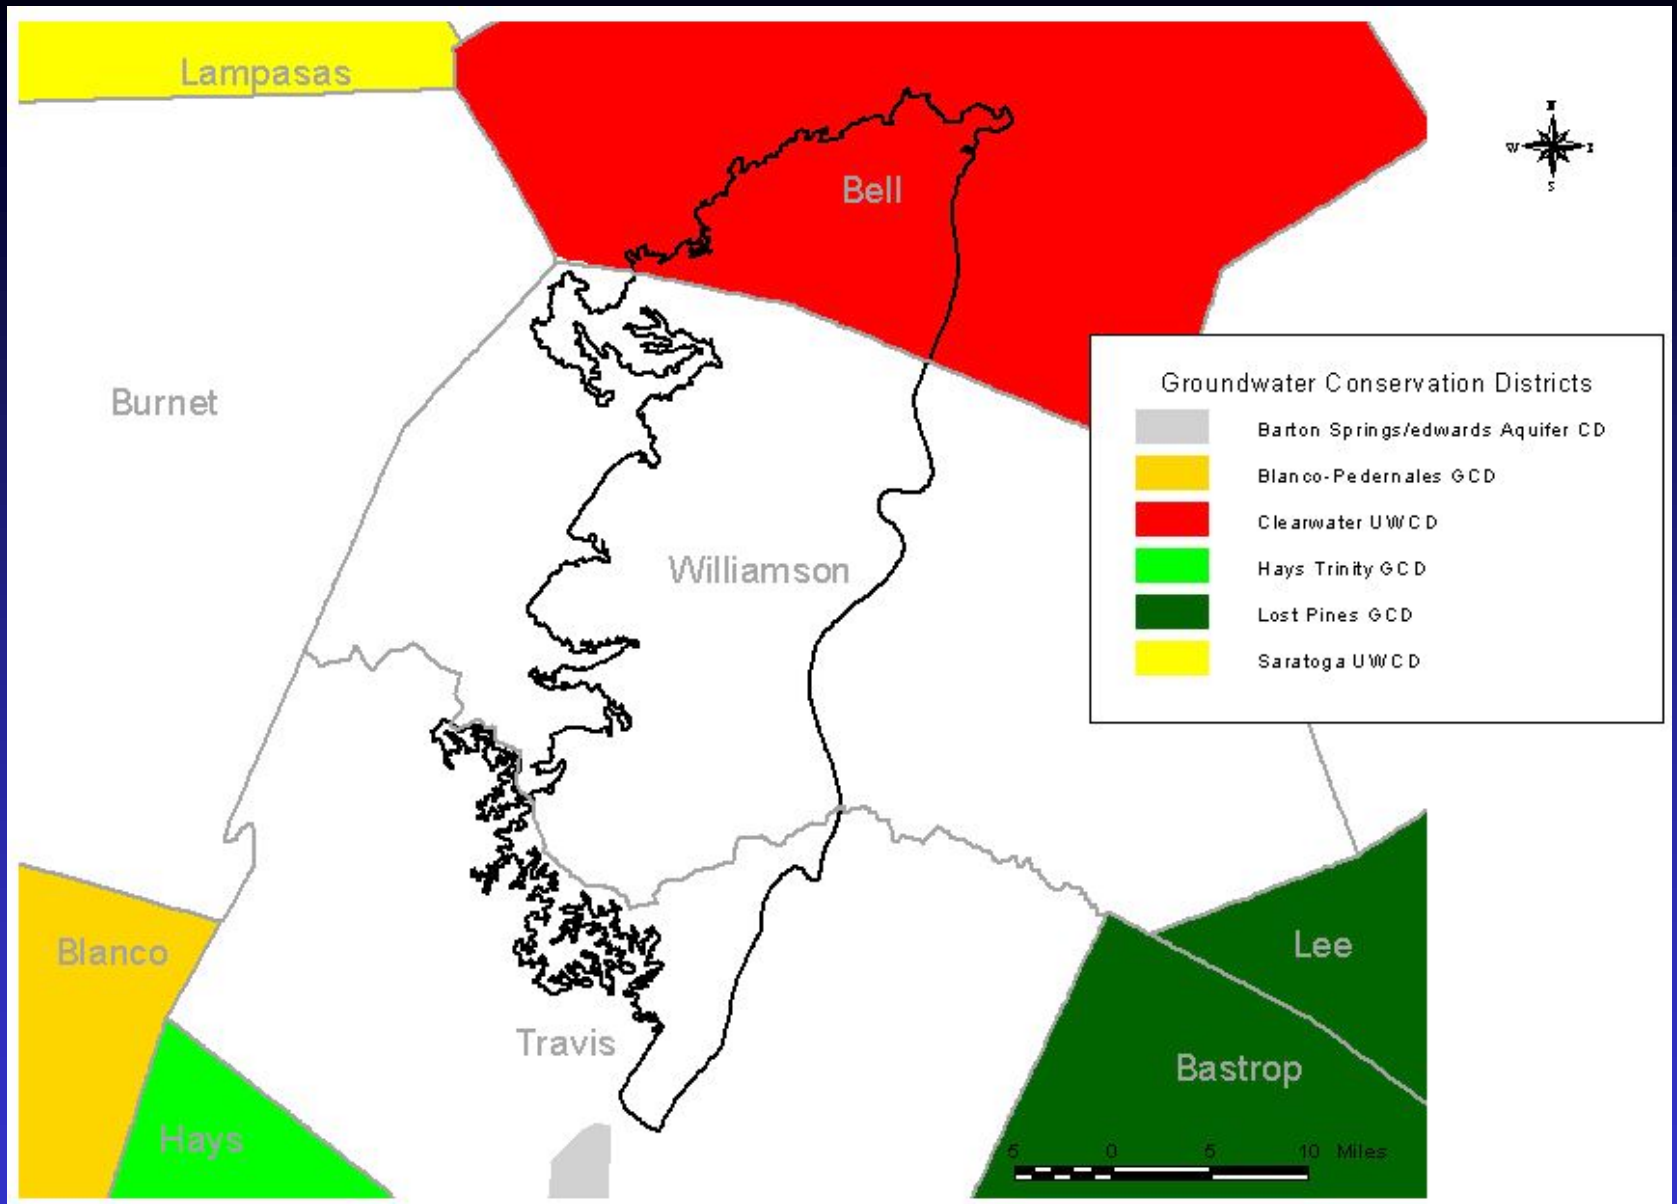 Lampasas
N
W E
S
Bell
Groundwater Conservation Districts
Barton Springs/edwards Aquifer CD
Blanco-Pedernales GCD
Clearwater UWCD
Hays Trinity GCD
Lost Pines GCD
Saratoga UWCD
Burnet
Williamson
Blanco
Lee
Travis
Bastrop
Hays
5 0 5 10 Miles